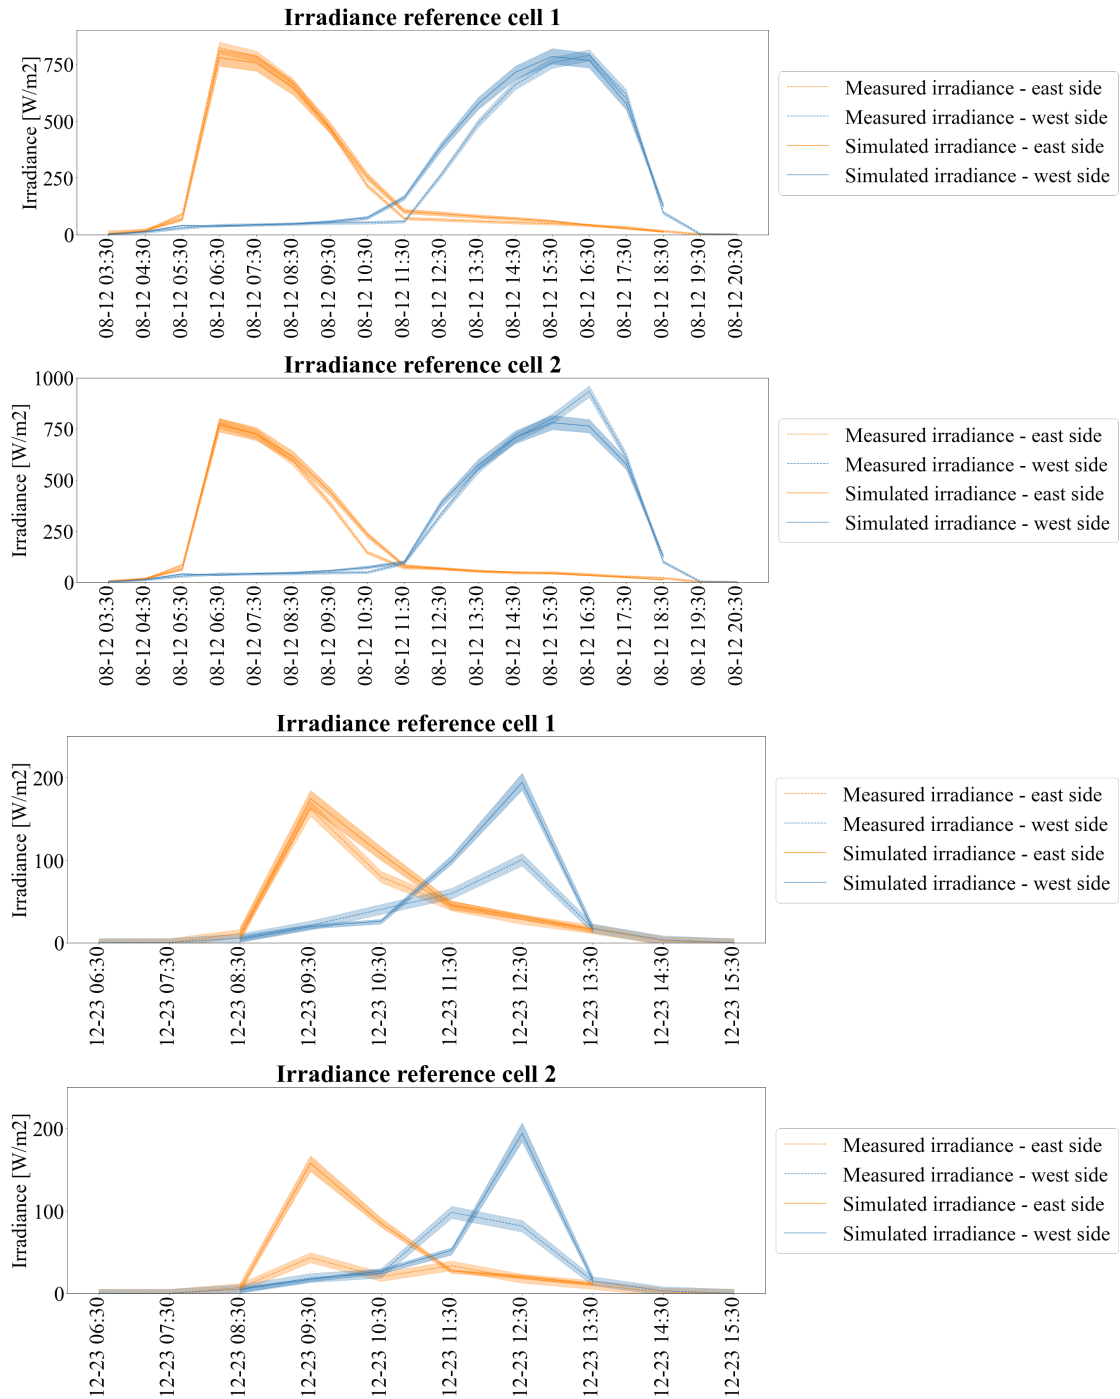 Irradiance reference cell 1
Irradiance [W/m2]
750
500
250
0
08-12 03:30
08-12 04:30
08-12 05:30
08-12 06:30
08-12 07:30
08-12 08:30
08-12 09:30
08-12 10:30
08-12 11:30
08-12 12:30
08-12 13:30
08-12 14:30
08-12 15:30
08-12 16:30
08-12 17:30
08-12 18:30
08-12 19:30
08-12 20:30
Measured irradiance - east side
Measured irradiance - west side
Simulated irradiance - east side
Simulated irradiance - west side
Irradiance reference cell 2
Irradiance [W/m2]
1000
750
500
250
0
08-12 03:30
08-12 04:30
08-12 05:30
08-12 06:30
08-12 07:30
08-12 08:30
08-12 09:30
08-12 10:30
08-12 11:30
08-12 12:30
08-12 13:30
08-12 14:30
08-12 15:30
08-12 16:30
08-12 17:30
08-12 18:30
08-12 19:30
08-12 20:30
Measured irradiance - east side
Measured irradiance - west side
Simulated irradiance - east side
Simulated irradiance - west side
Irradiance reference cell 1
Irradiance [W/m2]
200
100
0
12-23 06:30
12-23 07:30
12-23 08:30
12-23 09:30
12-23 10:30
12-23 11:30
12-23 12:30
12-23 13:30
12-23 14:30
12-23 15:30
Measured irradiance - east side
Measured irradiance - west side
Simulated irradiance - east side
Simulated irradiance - west side
Irradiance reference cell 2
Irradiance [W/m2]
200
100
0
12-23 06:30
12-23 07:30
12-23 08:30
12-23 09:30
12-23 10:30
12-23 11:30
12-23 12:30
12-23 13:30
12-23 14:30
12-23 15:30
Measured irradiance - east side
Measured irradiance - west side
Simulated irradiance - east side
Simulated irradiance - west side